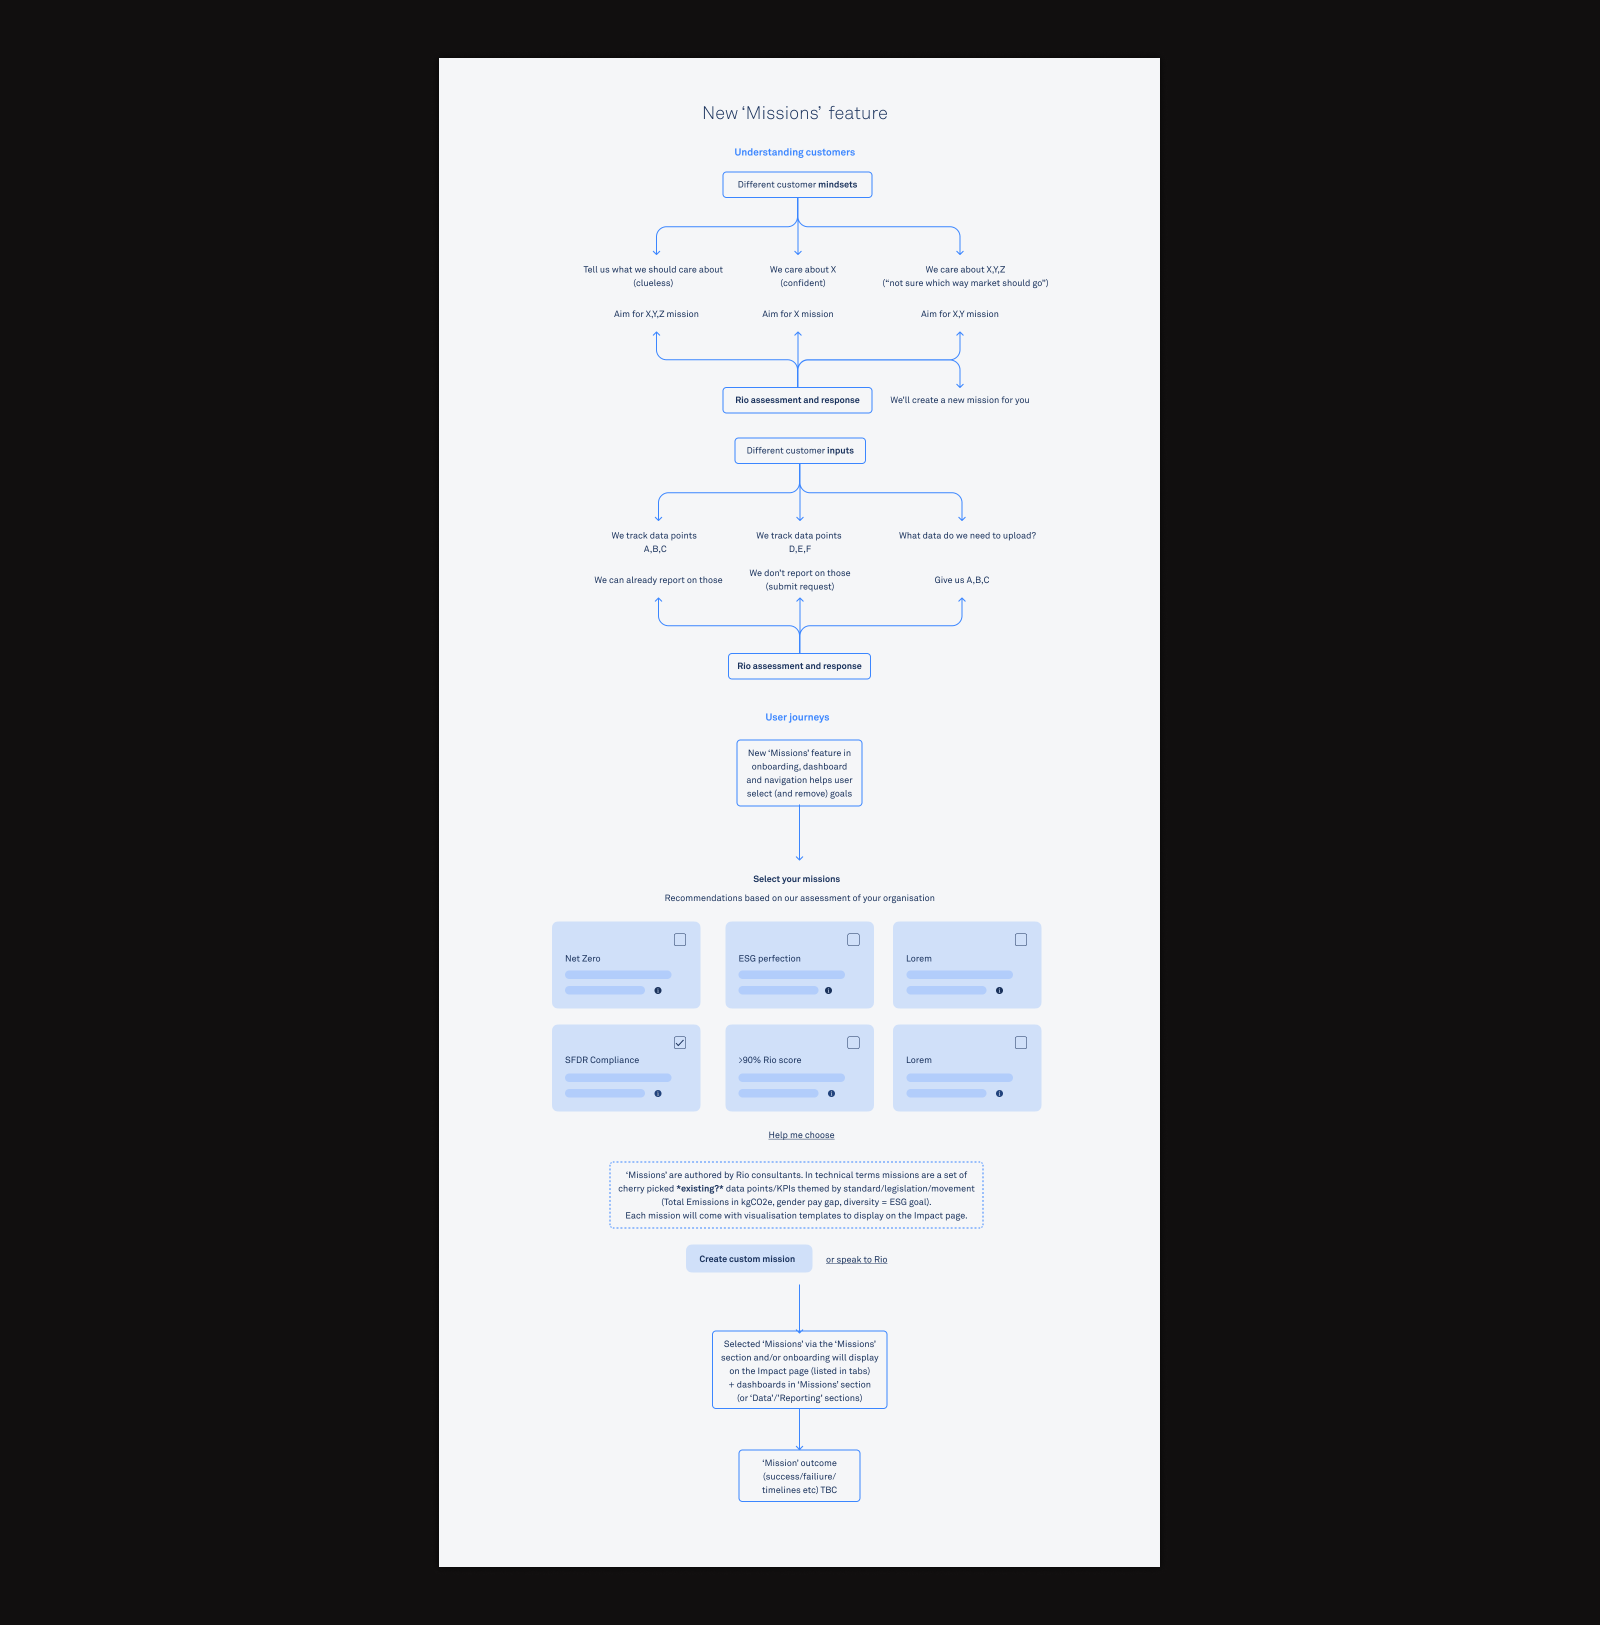 New ‘Missions’ feature
Understanding customers
Different customer mindsets
Tell us what we should care about
(clueless)
We care about X
(confident)
We care about X,Y,Z
(“not sure which way market should go”)
Aim for X,Y,Z mission
Aim for X mission
Aim for X,Y mission
Rio assessment and response
We’ll create a new mission for you
Different customer inputs
We track data points
A,B,C
We track data points
D,E,F
What data do we need to upload?
We can already report on those
We don’t report on those
(submit request)
Give us A,B,C
Rio assessment and response
User journeys
New ‘Missions’ feature in
onboarding, dashboard
and navigation helps user
select (and remove) goals
Select your missions
Recommendations based on our assessment of your organisation
Net Zero
ESG perfection
Lorem
SFDR Compliance
>90% Rio score
Lorem
Help me choose
‘Missions’ are authored by Rio consultants. In technical terms missions are a set of
cherry picked *existing?* data points/KPIs themed by standard/legislation/movement
(Total Emissions in kgCO2e, gender pay gap, diversity = ESG goal).
Each mission will come with visualisation templates to display on the Impact page.
Create custom mission
or speak to Rio
Selected ‘Missions’ via the ‘Missions’
section and/or onboarding will display
on the Impact page (listed in tabs)
+ dashboards in ‘Missions’ section
(or ‘Data’/‘Reporting’ sections)
‘Mission’ outcome
(success/failiure/
timelines etc) TBC